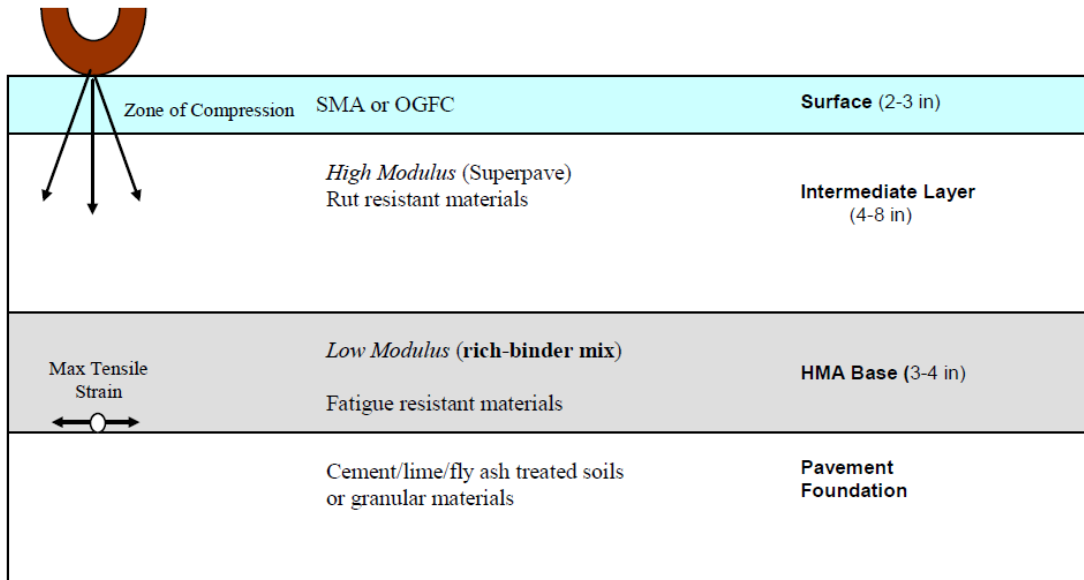 Zone of Compression
SMA or OGFC
Surface (2-3 in)
High Modulus (Superpave)
Rut resistant materials
Intermediate Layer
(4-8 in)
Max Tensile
Strain
Low Modulus (rich-binder mix)
Fatigue resistant materials
HMA Base (3-4 in)
Cement/lime/fly ash treated soils
or granular materials
Pavement
Foundation